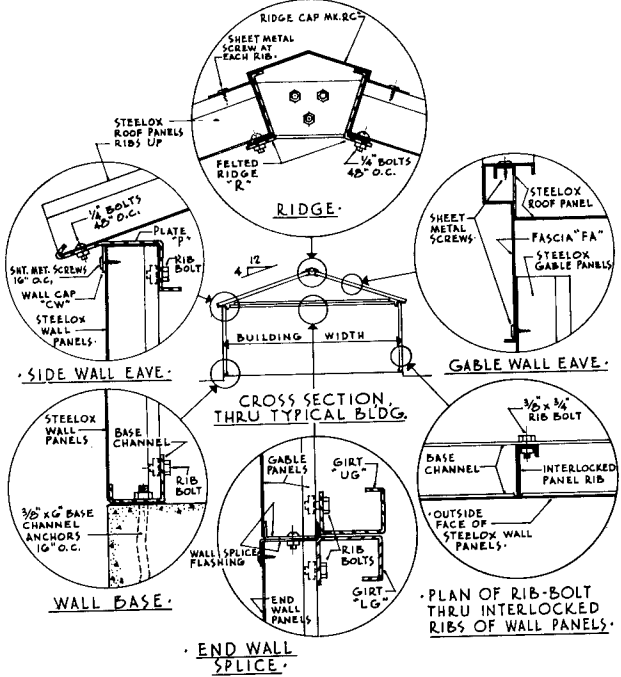 RIDGE CAP MK."RC"
SHEET METAL
SCREW AT
EACH RIB.
STEELOX
ROOF PANELS
RIBS UP
FELTED
RIDGE
"R"
1/4" BOLTS
48" O.C.
RIDGE.
1/4" BOLTS
48" O.C.
PLATE
"P"
SHT. MET. SCREWS
16" O.C.
RIB
BOLT
WALL CAP
"CW"
STEELOX
WALL
PANELS.
· SIDE WALL EAVE ·
STEELOX
ROOF PANEL
SHEET
METAL
SCREWS.
FASCIA "FA"
STEELOX
GABLE PANELS
GABLE WALL EAVE.
12
4
BUILDING WIDTH
CROSS SECTION
THRU TYPICAL BLDG.
STEELOX
WALL
PANELS
BASE
CHANNEL
RIB
BOLT
3/8" x 6" BASE
CHANNEL
ANCHORS
16" O.C.
WALL BASE.
GABLE
PANELS
GIRT
"UG"
WALL SPLICE
FLASHING
RIB
BOLTS
END
WALL
PANELS
GIRT
"LG"
· END WALL
SPLICE ·
3/8" x 3/4"
RIB BOLT
BASE
CHANNEL
INTERLOCKED
PANEL RIB
OUTSIDE
FACE OF
STEELOX WALL
PANELS.
· PLAN OF RIB-BOLT
THRU INTERLOCKED
RIBS OF WALL PANELS ·